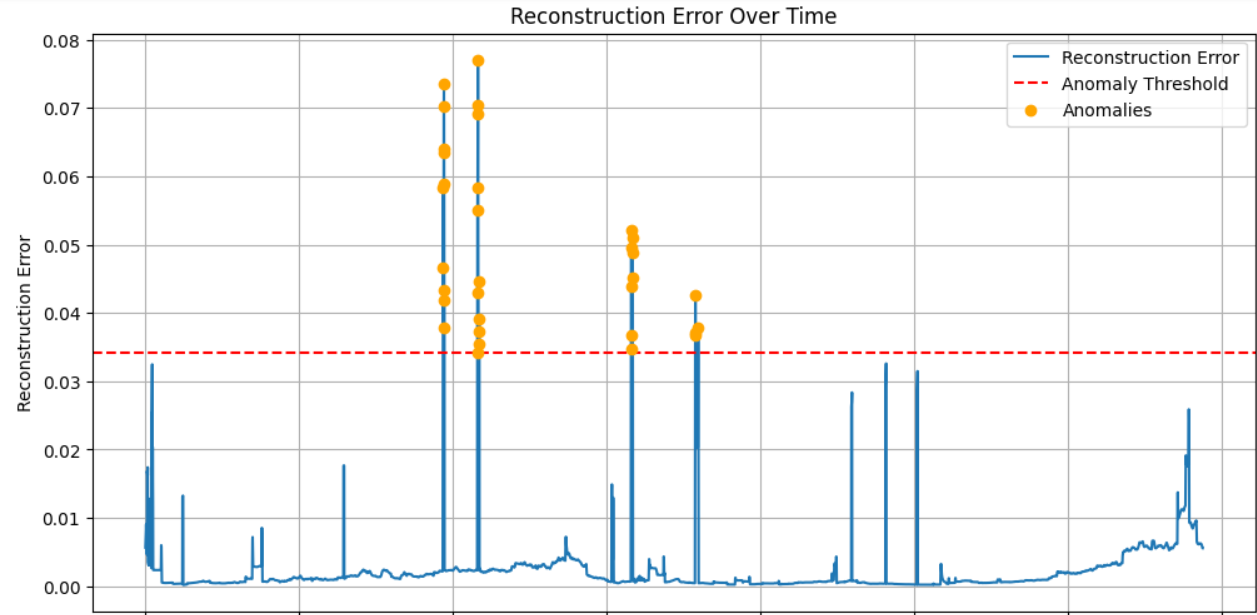 Reconstruction Error Over Time
Reconstruction Error
Anomaly Threshold
Anomalies
0.08
0.07
0.06
0.05
0.04
0.03
0.02
0.01
0.00
Reconstruction Error